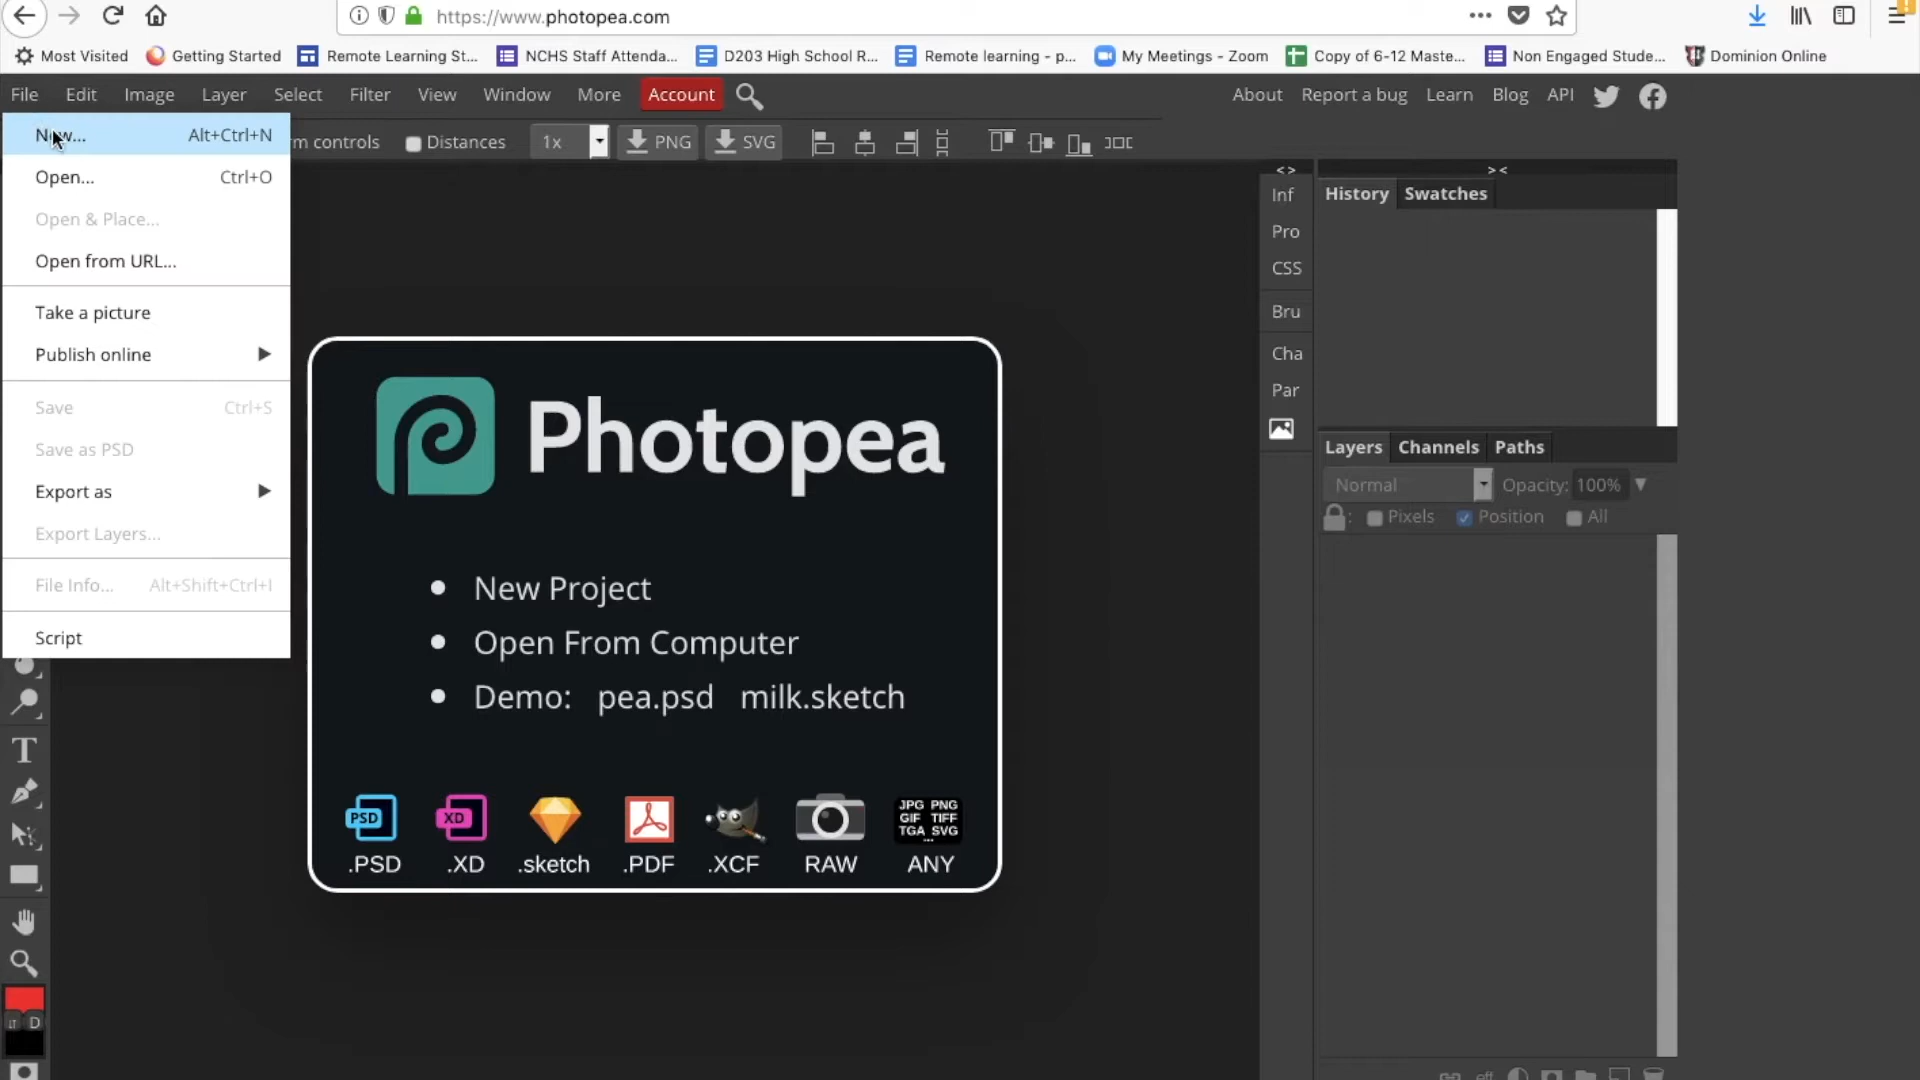 https://www.photopea.com
Most Visited Getting Started Remote Learning St... NCHS Staff Attenda... D203 High School R... Remote learning - p... My Meetings - Zoom Copy of 6-12 Maste... Non Engaged Stude... Dominion Online
File Edit Image Layer Select Filter View Window More Account About Report a bug Learn Blog API
New... Alt+Ctrl+N
m controls Distances 1x PNG SVG
Open... Ctrl+O
Open & Place...
Open from URL...
Take a picture
Publish online
Save Ctrl+S
Save as PSD
Export as
Export Layers...
File Info... Alt+Shift+Ctrl+I
Script
Photopea
New Project
Open From Computer
Demo: pea.psd milk.sketch
PSD XD JPG PNG
GIF TIFF
TGA SVG
...
.PSD .XD .sketch .PDF .XCF RAW ANY
T
D
< >
Inf
Pro
CSS
Bru
Cha
Par
> <
History Swatches
Layers Channels Paths
Normal Opacity: 100%
: Pixels Position All